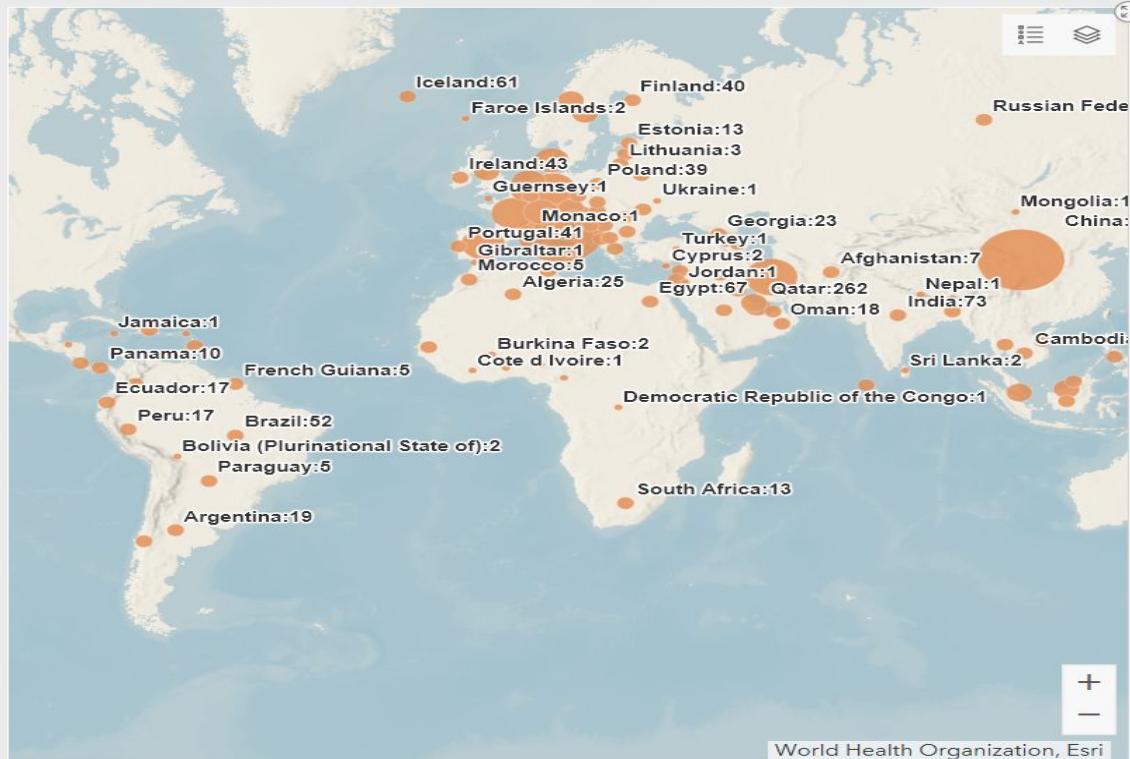 Iceland:61
Finland:40
Faroe Islands:2
Russian Fede
Estonia:13
Lithuania:3
Ireland:43
Poland:39
Guernsey:1
Ukraine:1
Mongolia:1
Monaco:1
Georgia:23
China:
Portugal:41
Turkey:1
Gibraltar:1
Cyprus:2
Afghanistan:7
Morocco:5
Jordan:1
Algeria:25
Egypt:67
Qatar:262
Nepal:1
India:73
Oman:18
Jamaica:1
Burkina Faso:2
Cambodi
Panama:10
Cote d Ivoire:1
Sri Lanka:2
French Guiana:5
Ecuador:17
Democratic Republic of the Congo:1
Peru:17
Brazil:52
Bolivia (Plurinational State of):2
Paraguay:5
South Africa:13
Argentina:19
World Health Organization, Esri